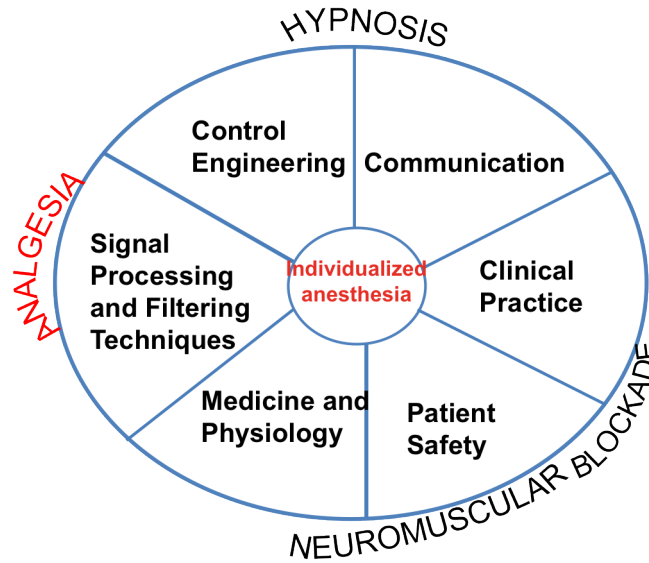 HYPNOSIS
Control
Engineering
Communication
ANALGESIA
Signal
Processing
and Filtering
Techniques
Individualized
anesthesia
Clinical
Practice
Medicine and
Physiology
Patient
Safety
NEUROMUSCULAR BLOCKADE